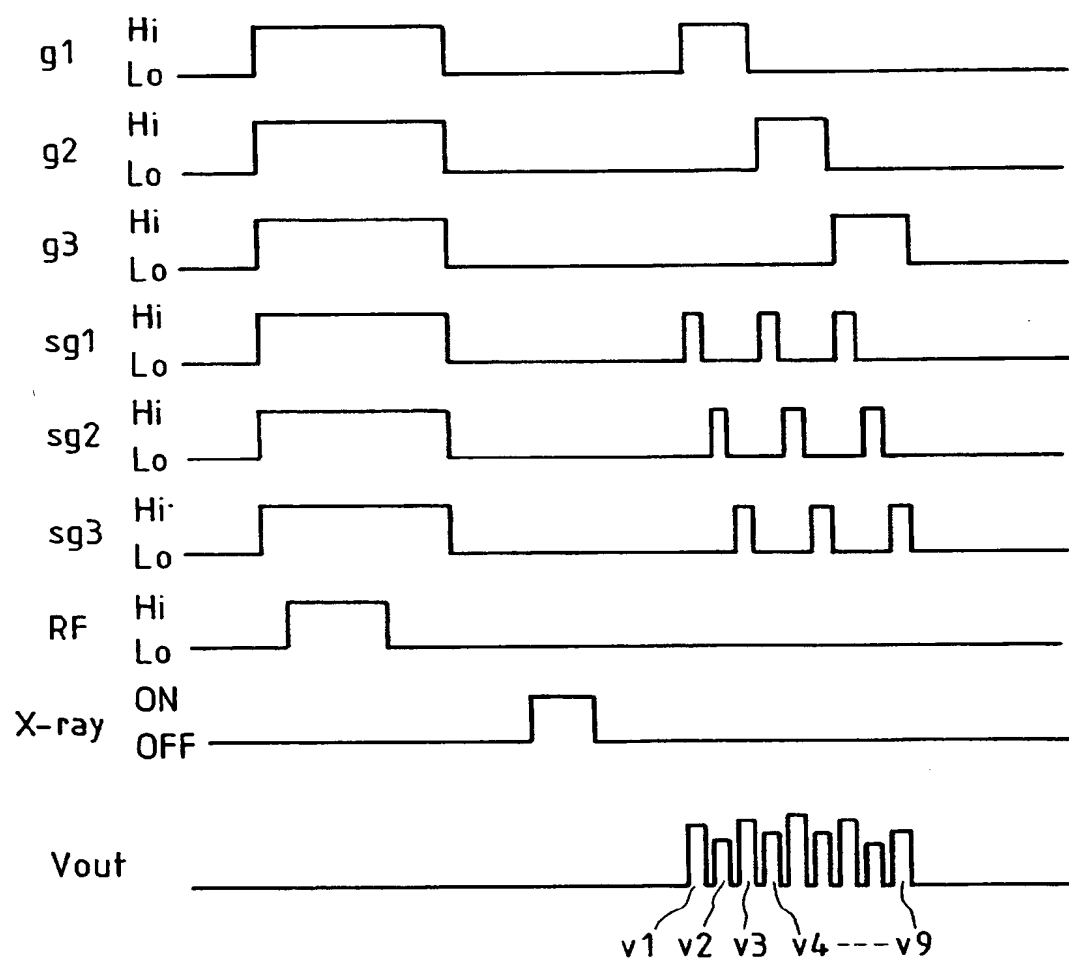 g1 Hi
Lo
g2 Hi
Lo
g3 Hi
Lo
sg1 Hi
Lo
sg2 Hi
Lo
sg3 Hi
Lo
RF Hi
Lo
X-ray ON
OFF
Vout
v1 v2 v3 v4 ---- v9